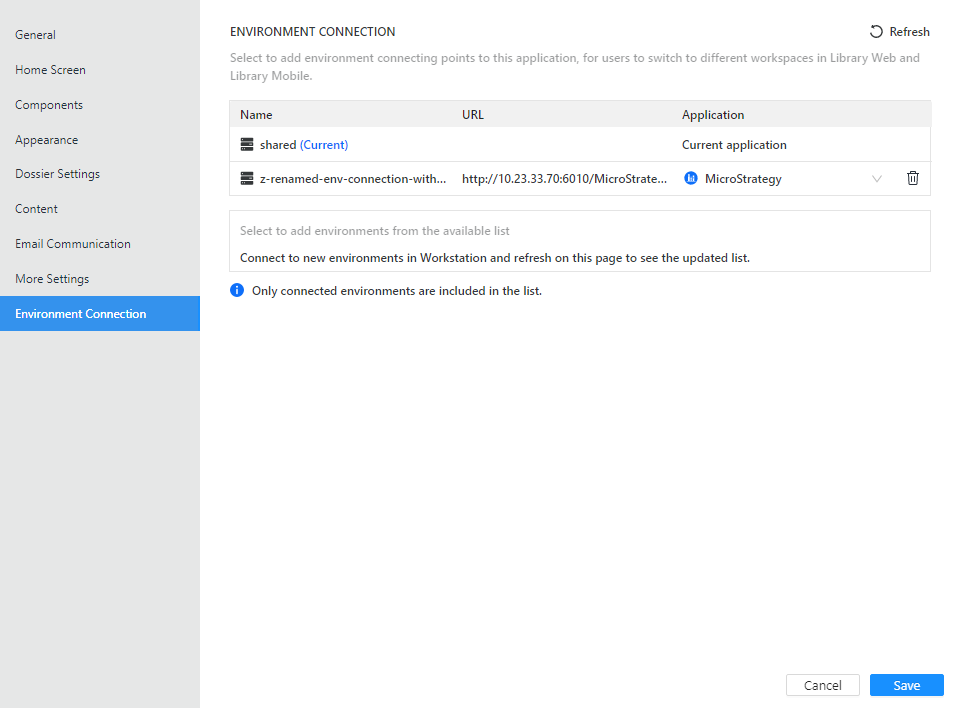 General
Home Screen
Components
Appearance
Dossier Settings
Content
Email Communication
More Settings
Environment Connection
ENVIRONMENT CONNECTION
Refresh
Select to add environment connecting points to this application, for users to switch to different workspaces in Library Web and
Library Mobile.
Name URL Application
shared (Current) Current application
z-renamed-env-connection-with... http://10.23.33.70:6010/MicroStrate... MicroStrategy
Select to add environments from the available list
Connect to new environments in Workstation and refresh on this page to see the updated list.
Only connected environments are included in the list.
Cancel Save